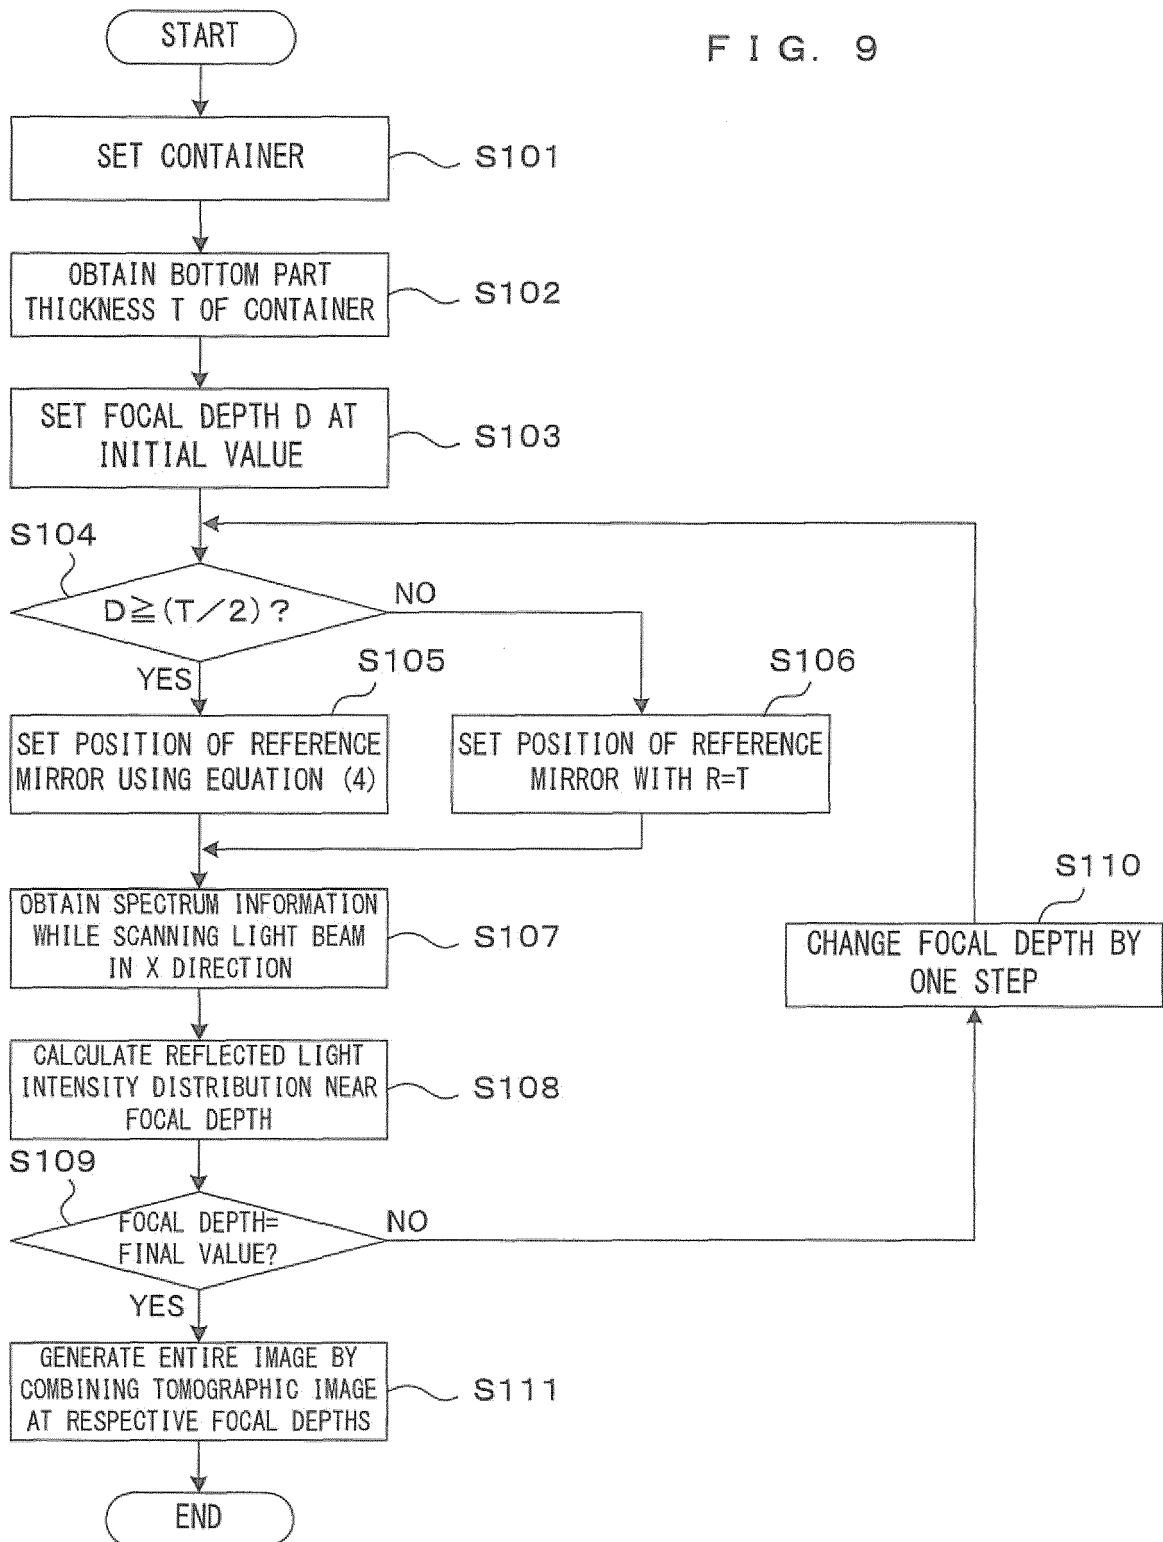 START
F I G. 9
SET CONTAINER
S101
OBTAIN BOTTOM PART
THICKNESS T OF CONTAINER
S102
SET FOCAL DEPTH D AT
INITIAL VALUE
S103
S104
D≧(T/2)?
NO
YES
S105
S106
SET POSITION OF REFERENCE
MIRROR USING EQUATION (4)
SET POSITION OF REFERENCE
MIRROR WITH R=T
S110
OBTAIN SPECTRUM INFORMATION
WHILE SCANNING LIGHT BEAM
IN X DIRECTION
S107
CHANGE FOCAL DEPTH BY
ONE STEP
CALCULATE REFLECTED LIGHT
INTENSITY DISTRIBUTION NEAR
FOCAL DEPTH
S108
S109
FOCAL DEPTH=
FINAL VALUE?
NO
YES
GENERATE ENTIRE IMAGE BY
COMBINING TOMOGRAPHIC IMAGE
AT RESPECTIVE FOCAL DEPTHS
S111
END